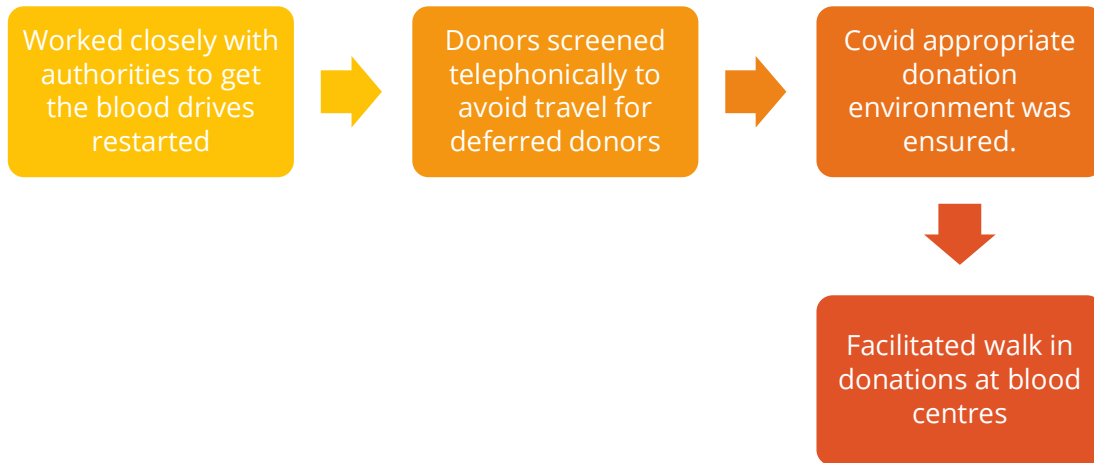 Worked closely with
authorities to get
the blood drives
restarted
Donors screened
telephonically to
avoid travel for
deferred donors
Covid appropriate
donation
environment was
ensured.
Facilitated walk in
donations at blood
centres